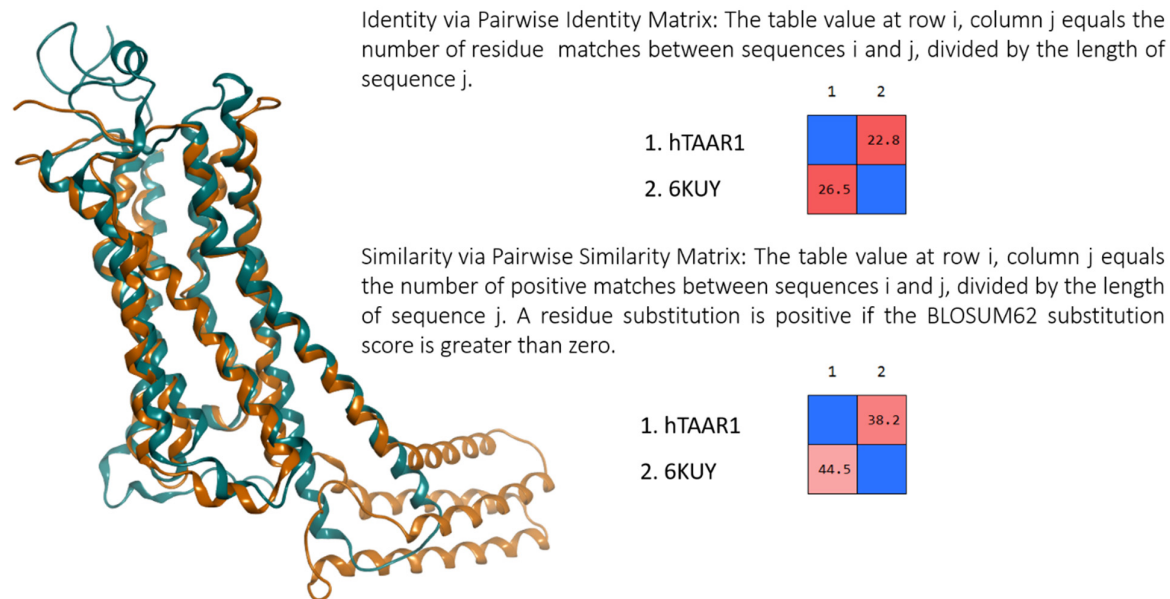 Identity via Pairwise Identity Matrix: The table value at row i, column j equals the
number of residue matches between sequences i and j, divided by the length of
sequence j.
1 2
1. hTAAR1 22.8
2. 6KUY 26.5
Similarity via Pairwise Similarity Matrix: The table value at row i, column j equals
the number of positive matches between sequences i and j, divided by the length
of sequence j. A residue substitution is positive if the BLOSUM62 substitution
score is greater than zero.
1 2
1. hTAAR1 38.2
2. 6KUY 44.5